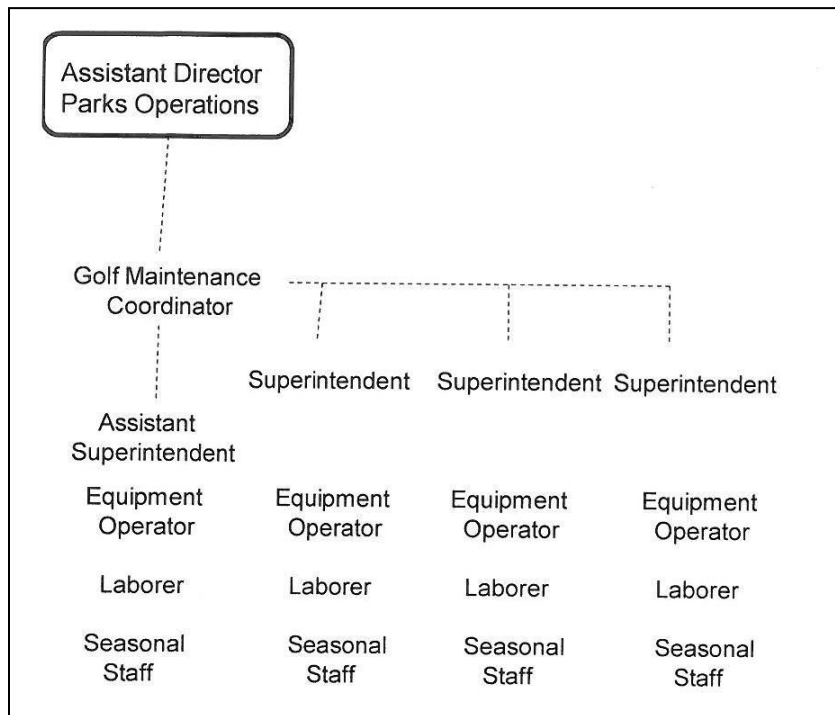 Assistant Director
Parks Operations
Golf Maintenance
Coordinator
Superintendent
Superintendent
Superintendent
Assistant
Superintendent
Equipment
Operator
Equipment
Operator
Equipment
Operator
Equipment
Operator
Laborer
Laborer
Laborer
Laborer
Seasonal
Staff
Seasonal
Staff
Seasonal
Staff
Seasonal
Staff